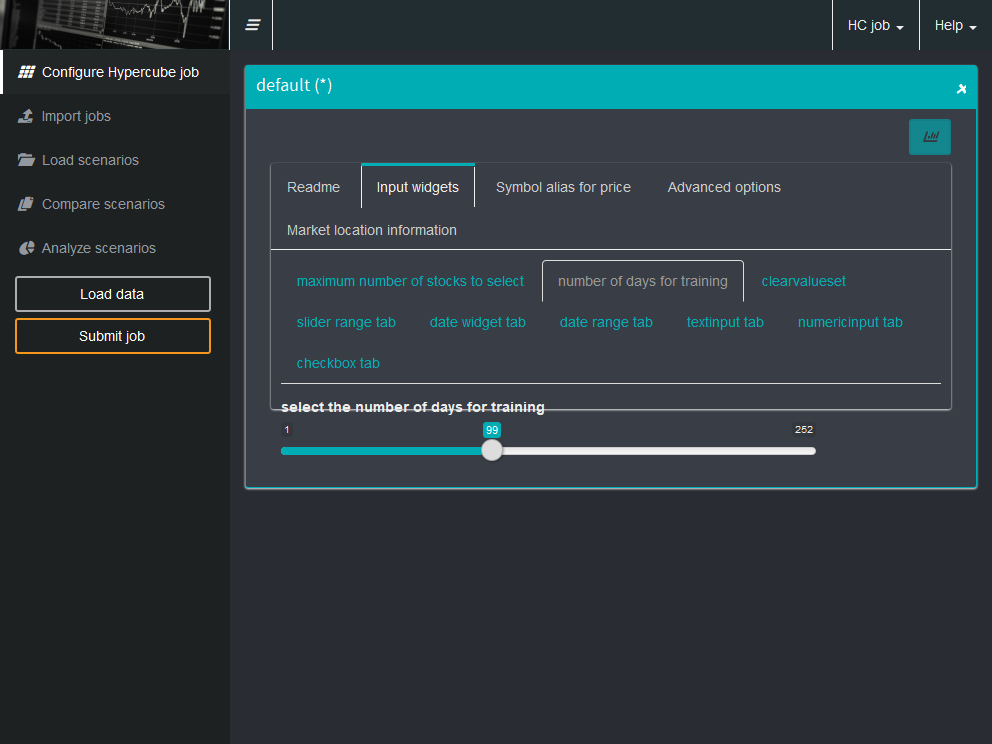 HC job
Help
Configure Hypercube job
Import jobs
Load scenarios
Compare scenarios
Analyze scenarios
Load data
Submit job
default (*)
x
Readme
Input widgets
Symbol alias for price
Advanced options
Market location information
maximum number of stocks to select
number of days for training
clearvalueset
slider range tab
date widget tab
date range tab
textinput tab
numericinput tab
checkbox tab
select the number of days for training
1
99
252